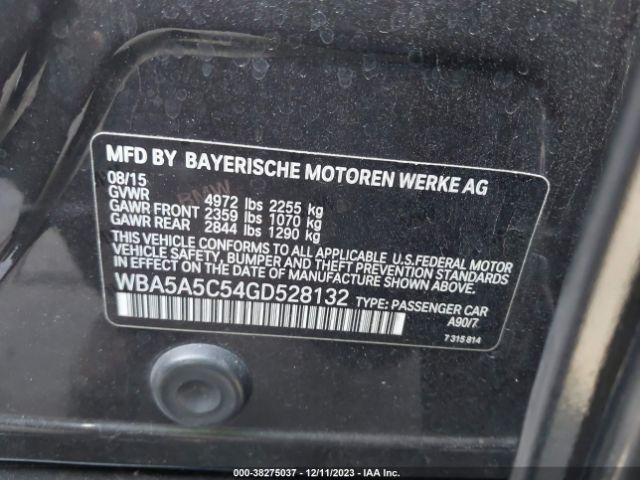 MFD BY BAYERISCHE MOTOREN WERKE AG
08/15
GVWR 4972 lbs 2255 kg
GAWR FRONT 2359 lbs 1070 kg
GAWR REAR 2844 lbs 1290 kg
THIS VEHICLE CONFORMS TO ALL APPLICABLE U.S. FEDERAL MOTOR
VEHICLE SAFETY, BUMPER AND THEFT PREVENTION STANDARDS
IN EFFECT ON THE DATE OF MANUFACTURE SHOWN ABOVE.
WBA5A5C54GD528132 TYPE: PASSENGER CAR
A90/7
7315814
BMW
000-38275037 - 12/11/2023 - IAA Inc.